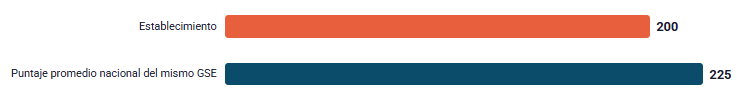 Establecimiento 200
Puntaje promedio nacional del mismo GSE 225